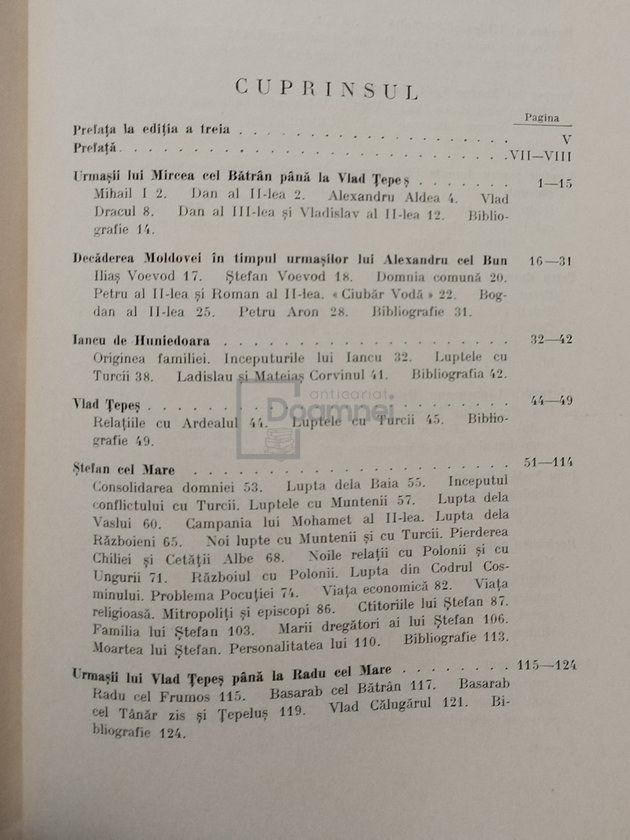 CUPRINSUL
Pagina
Prefața la ediția a treia . . . . . . . . . . . . . . . . . V
Prefață. . . . . . . . . . . . . . . . . . . . . . . . VII—VIII
Urmașii lui Mircea cel Bătrân până la Vlad Țepeș . . . . . . . 1—15
Mihail I 2. Dan al II-lea 2. Alexandru Aldea 4. Vlad
Dracul 8. Dan al III-lea și Vladislav al II-lea 12. Biblio-
grafie 14.
Decăderea Moldovei în timpul urmașilor lui Alexandru cel Bun 16—31
Iliaș Voevod 17. Ștefan Voevod 18. Domnia comună 20.
Petru al II-lea și Roman al II-lea. « Ciubăr Vodă » 22. Bog-
dan al II-lea 25. Petru Aron 28. Bibliografie 31.
Iancu de Huniedoara . . . . . . . . . . . . . . . . . . 32—42
Originea familiei. Inceputurile lui Iancu 32. Luptele cu
Turcii 38. Ladislau și Mateiaș Corvinul 41. Bibliografia 42.
anticariat
Doamnei
Vlad Țepeș . . . . . . . . . . . . . . . . . . . . . . 44—49
Relațiile cu Ardealul 44. Luptele cu Turcii 45. Biblio-
grafie 49.
Ștefan cel Mare . . . . . . . . . . . . . . . . . . . . 51—114
Consolidarea domniei 53. Lupta dela Baia 55. Inceputul
conflictului cu Turcii. Luptele cu Muntenii 57. Lupta dela
Vaslui 60. Campania lui Mohamet al II-lea. Lupta dela
Războieni 65. Noi lupte cu Muntenii și cu Turcii. Pierderea
Chiliei și Cetății Albe 68. Noile relații cu Polonii și cu
Ungurii 71. Războiul cu Polonii. Lupta din Codrul Cos-
minului. Problema Pocuției 74. Viața economică 82. Viața
religioasă. Mitropoliți și episcopi 86. Ctitoriile lui Ștefan 87.
Familia lui Ștefan 103. Marii dregători ai lui Ștefan 106.
Moartea lui Ștefan. Personalitatea lui 110. Bibliografie 113.
Urmașii lui Vlad Țepeș până la Radu cel Mare . . . . . . . . 115—124
Radu cel Frumos 115. Basarab cel Bătrân 117. Basarab
cel Tânăr zis și Țepeluș 119. Vlad Călugărul 121. Bi-
bliografie 124.